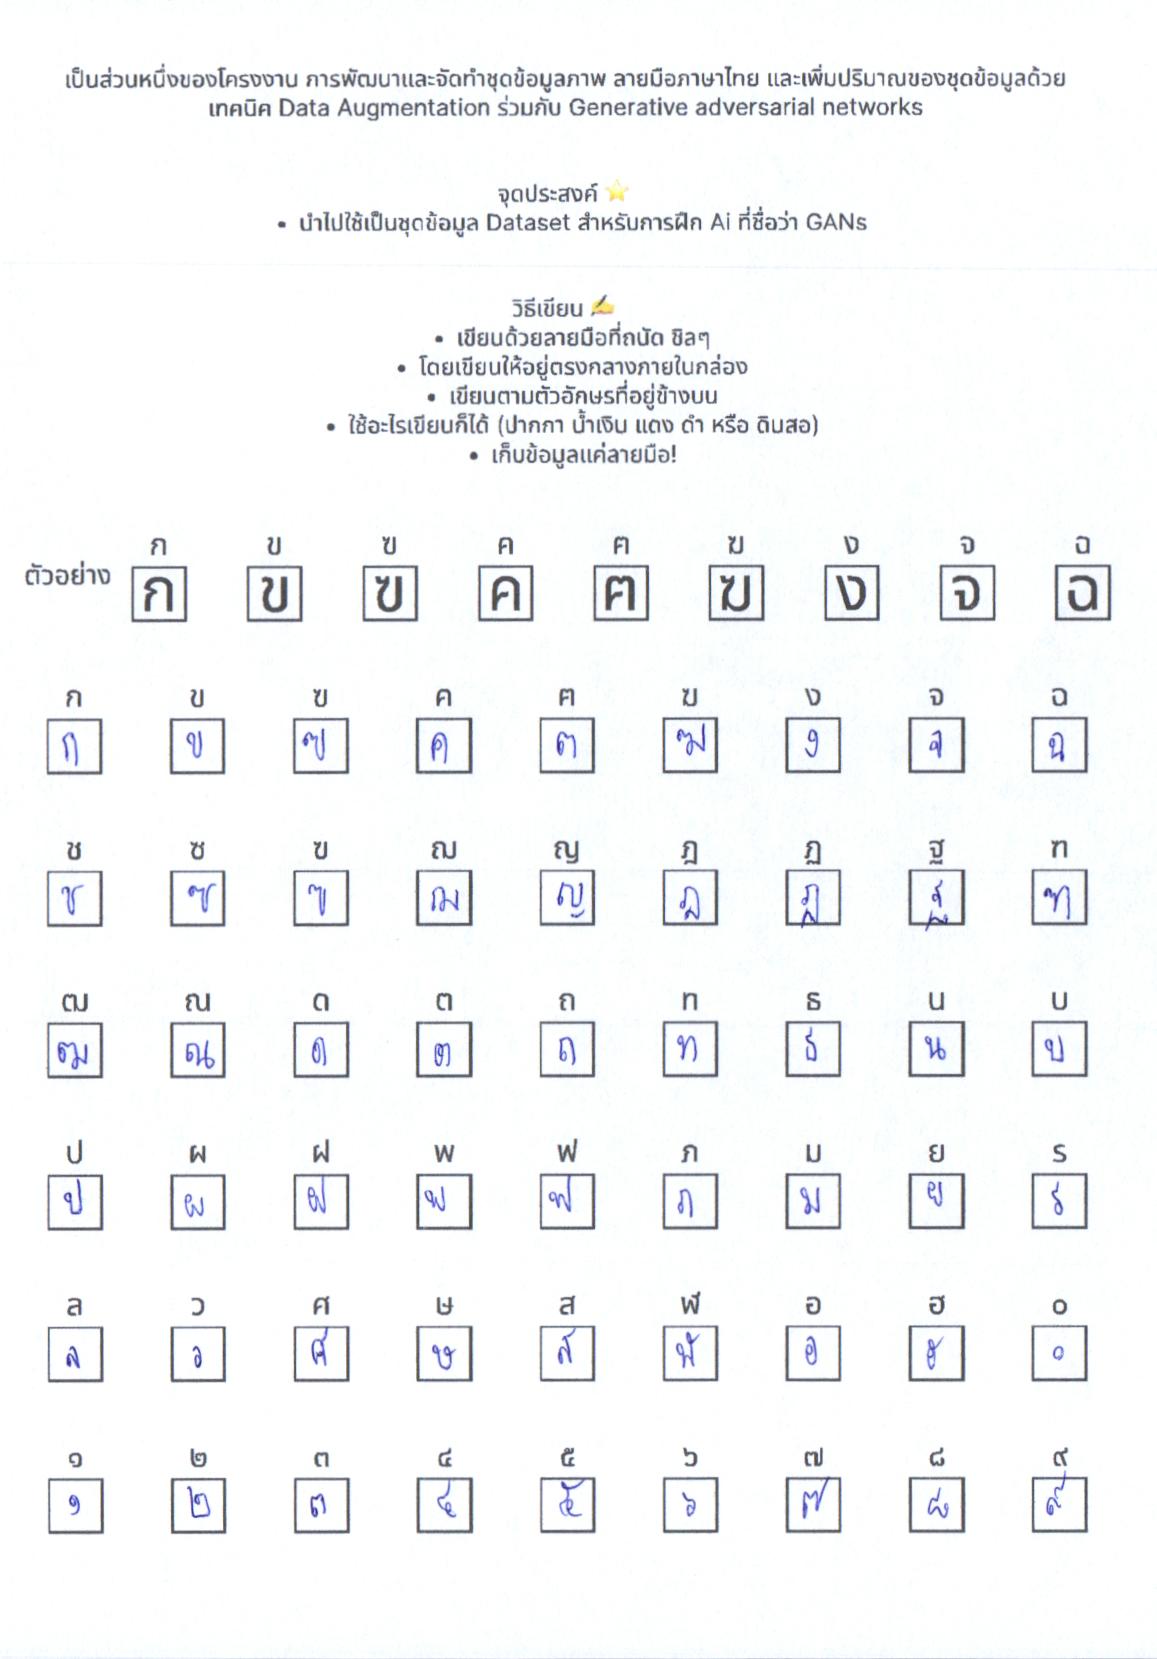 เป็นส่วนหนึ่งของโครงงาน การพัฒนาและจัดทำชุดข้อมูลภาพ ลายมือภาษาไทย และเพิ่มปริมาณของชุดข้อมูลด้วย
เทคนิค Data Augmentation ร่วมกับ Generative adversarial networks
จุดประสงค์ ⭐
• นำไปใช้เป็นชุดข้อมูล Dataset สำหรับการฝึก Ai ที่ชื่อว่า GANs
วิธีเขียน ✍️
• เขียนด้วยลายมือที่ถนัด ชิลๆ
• โดยเขียนให้อยู่ตรงกลางภายในกล่อง
• เขียนตามตัวอักษรที่อยู่ข้างบน
• ใช้อะไรเขียนก็ได้ (ปากกา น้ำเงิน แดง ดำ หรือ ดินสอ)
• เก็บข้อมูลแค่ลายมือ!
ก ข ฃ ค ฅ ฆ ง จ ฉ
ตัวอย่าง ก ข ฃ ค ฅ ฆ ง จ ฉ
ก ข ฃ ค ฅ ฆ ง จ ฉ
ก ข ฃ ค ฅ ฆ ง จ ฉ
ช ซ ฃ ฌ ญ ฎ ฏ ฐ ฑ
ช ซ ฃ ฌ ญ ฎ ฏ ฐ ฑ
ฒ ณ ด ต ถ ท ธ น บ
ฒ ณ ด ต ถ ท ธ น บ
ป ผ ฝ พ ฟ ภ ม ย ร
ป ผ ฝ พ ฟ ภ ม ย ร
ล ว ศ ษ ส ฬ อ ฮ ๐
ล ว ศ ษ ส ฬ อ ฮ ๐
๑ ๒ ๓ ๔ ๕ ๖ ๗ ๘ ๙
๑ ๒ ๓ ๔ ๕ ๖ ๗ ๘ ๙